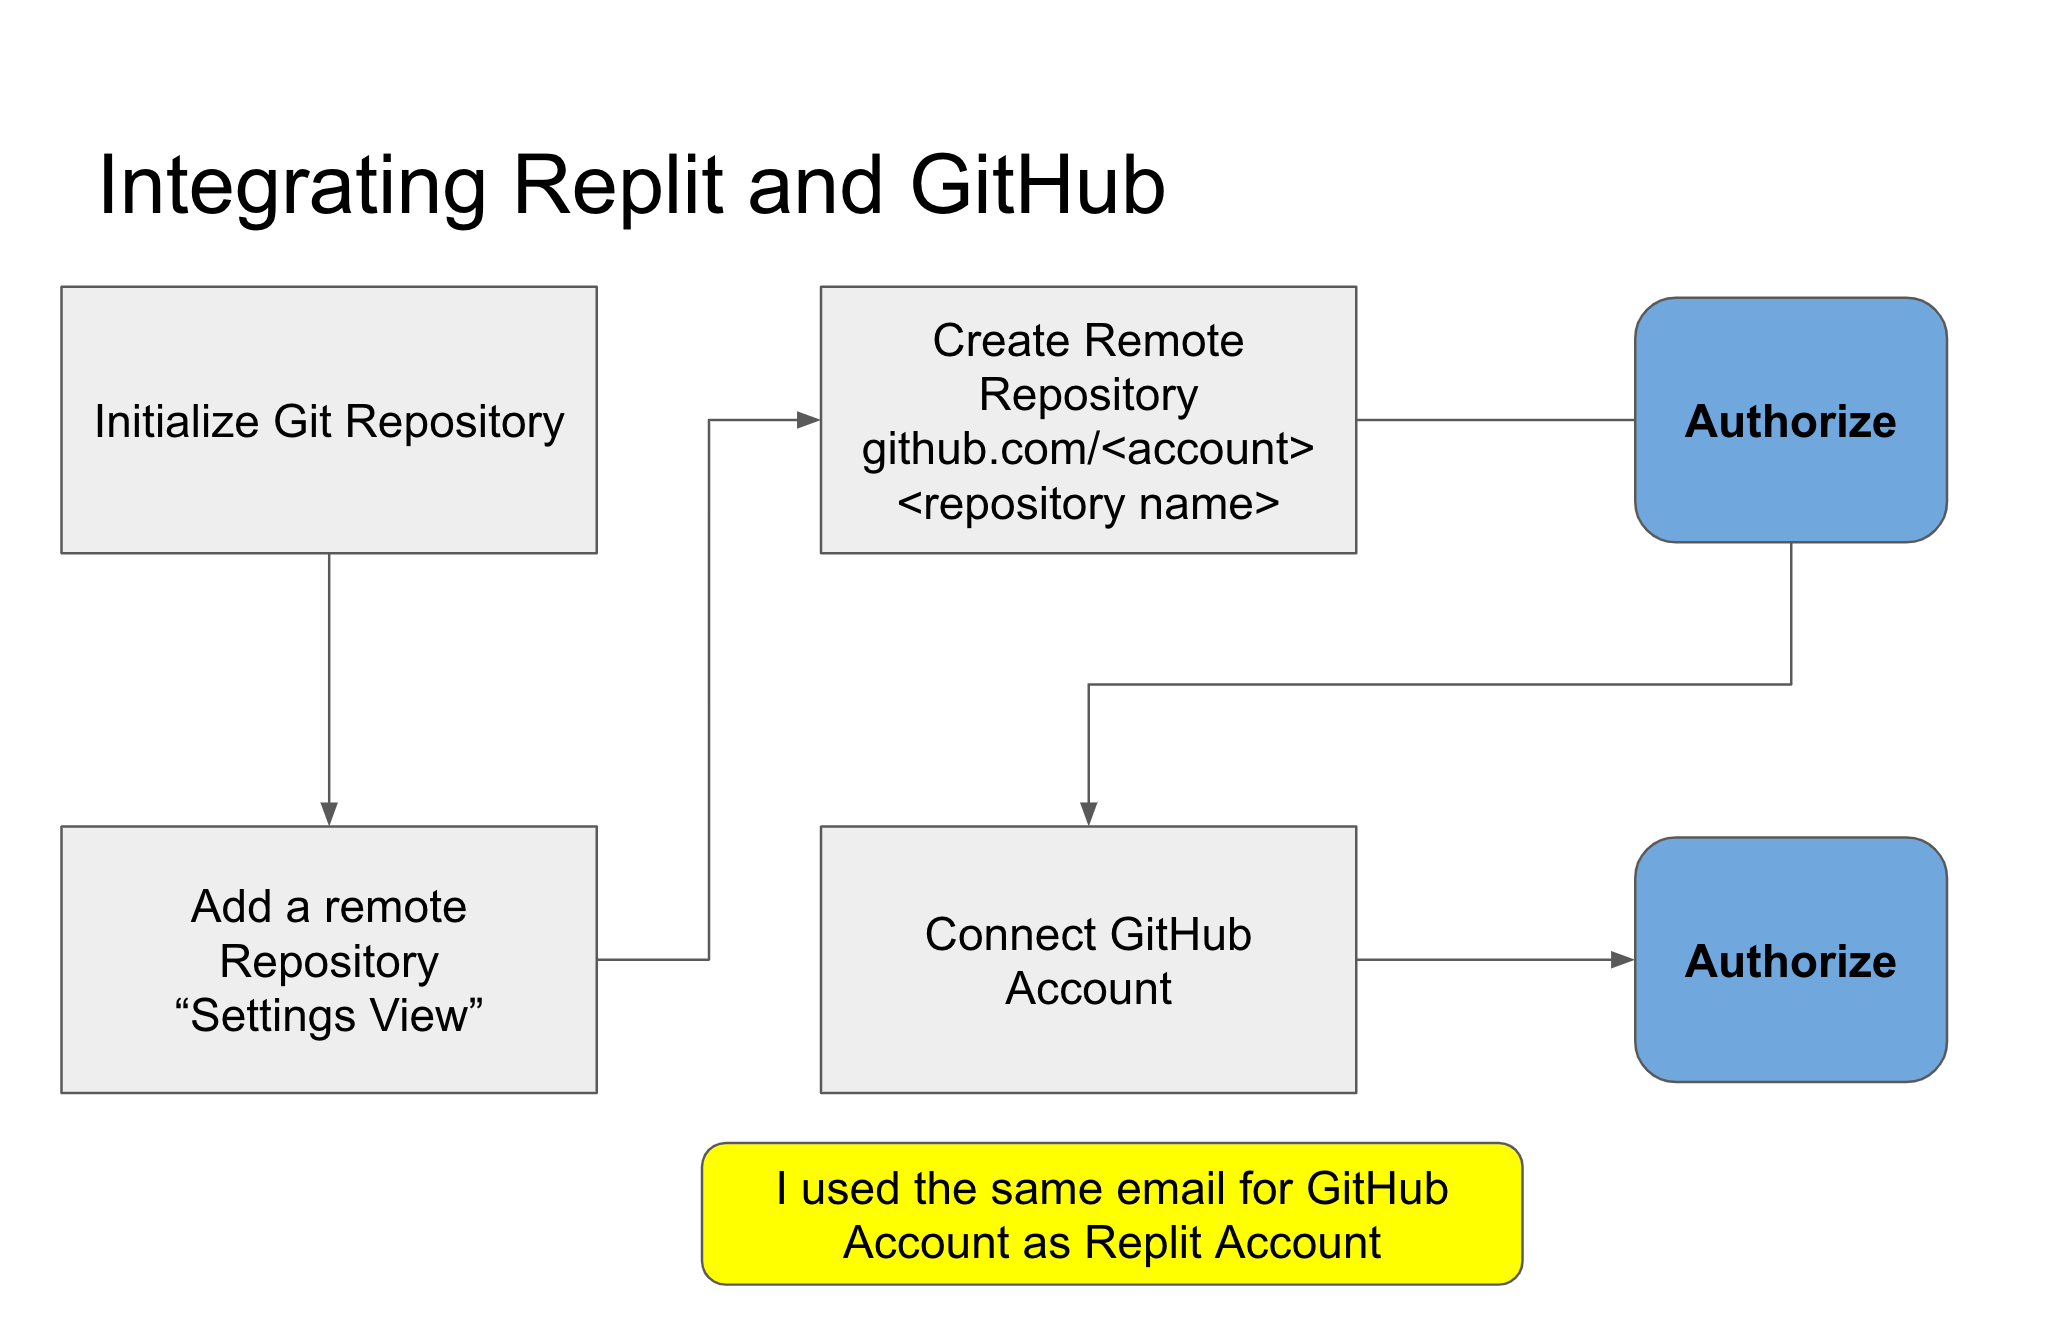 Integrating Replit and GitHub
Initialize Git Repository
Create Remote
Repository
github.com/<account>
<repository name>
Authorize
Add a remote
Repository
“Settings View”
Connect GitHub
Account
Authorize
I used the same email for GitHub
Account as Replit Account